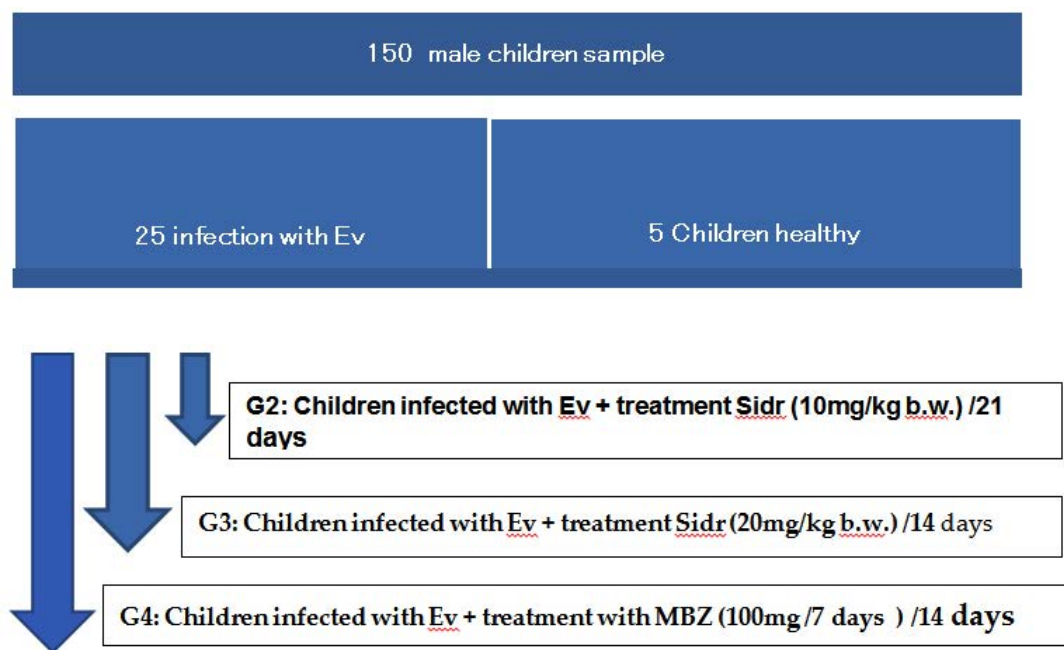 150 male children sample
25 infection with Ev
5 Children healthy
G2: Children infected with Ev + treatment Sidr (10mg/kg b.w.) /21
days
G3: Children infected with Ev + treatment Sidr (20mg/kg b.w.) /14 days
G4: Children infected with Ev + treatment with MBZ (100mg /7 days ) /14 days